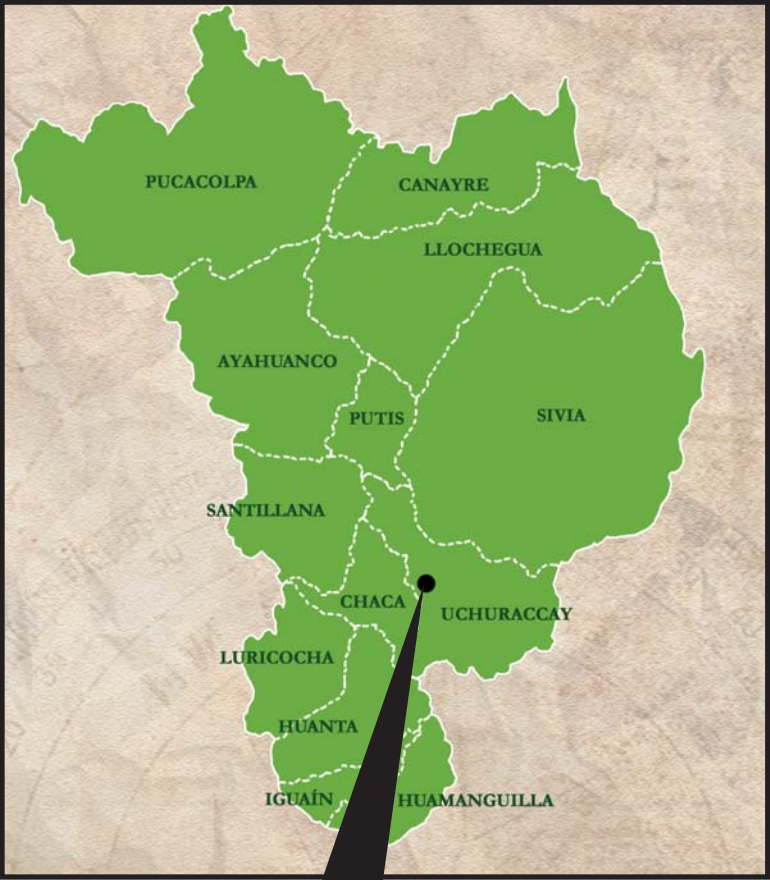 PUCACOLPA
CANAYRE
LLOCHEGUA
AYAHUANCO
PUTIS
SIVIA
SANTILLANA
CHACA
UCHURACCAY
LURICOCHA
HUANTA
IGUAÍN
HUAMANGUILLA